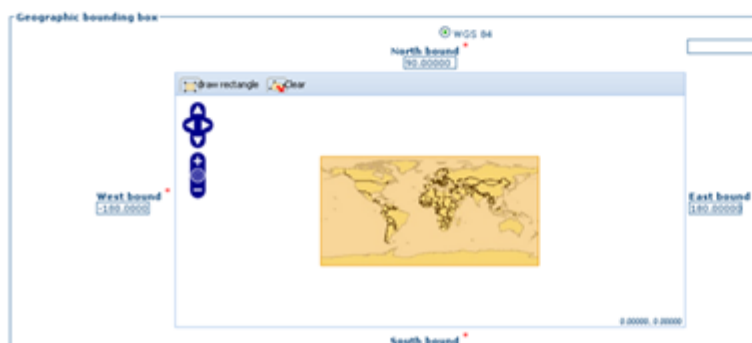 Geographic bounding box
WGS 84
North bound *
90.00000
draw rectangle Clear
West bound *
-180.0000
East bound
180.00000
0.00000, 0.00000
South bound *